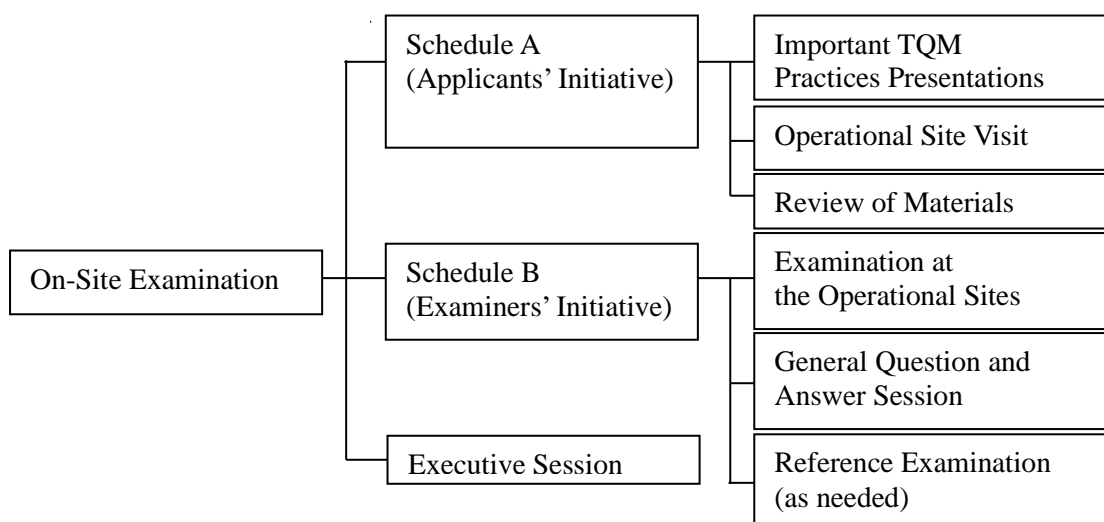 On-Site Examination
Schedule A
(Applicants’ Initiative)
Important TQM
Practices Presentations
Operational Site Visit
Review of Materials
Schedule B
(Examiners’ Initiative)
Examination at
the Operational Sites
General Question and
Answer Session
Reference Examination
(as needed)
Executive Session